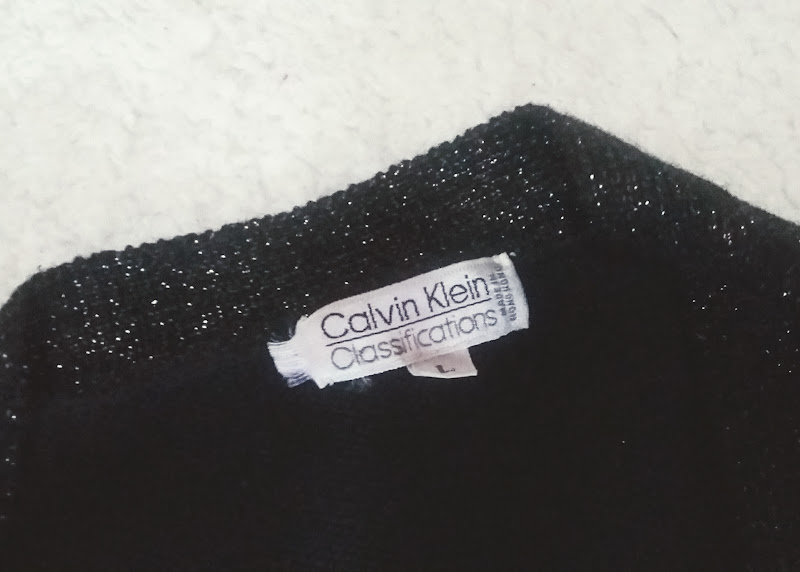 Calvin Klein
Classifications
MADE IN
HONG KONG
L